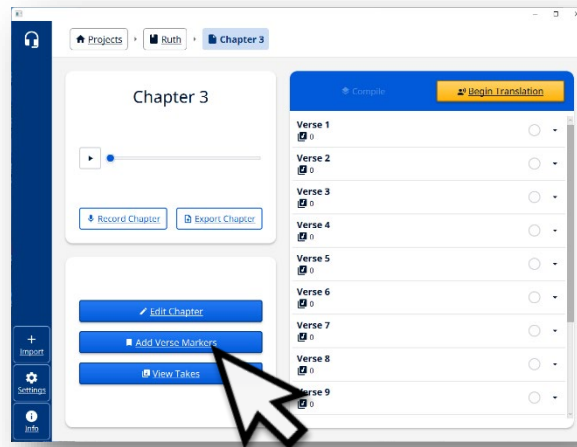 Projects
Ruth
Chapter 3
Chapter 3
Record Chapter
Export Chapter
Edit Chapter
Add Verse Markers
View Takes
Import
Settings
Info
Compile
Begin Translation
Verse 1
0
Verse 2
0
Verse 3
0
Verse 4
0
Verse 5
0
Verse 6
0
Verse 7
0
Verse 8
0
Verse 9
0